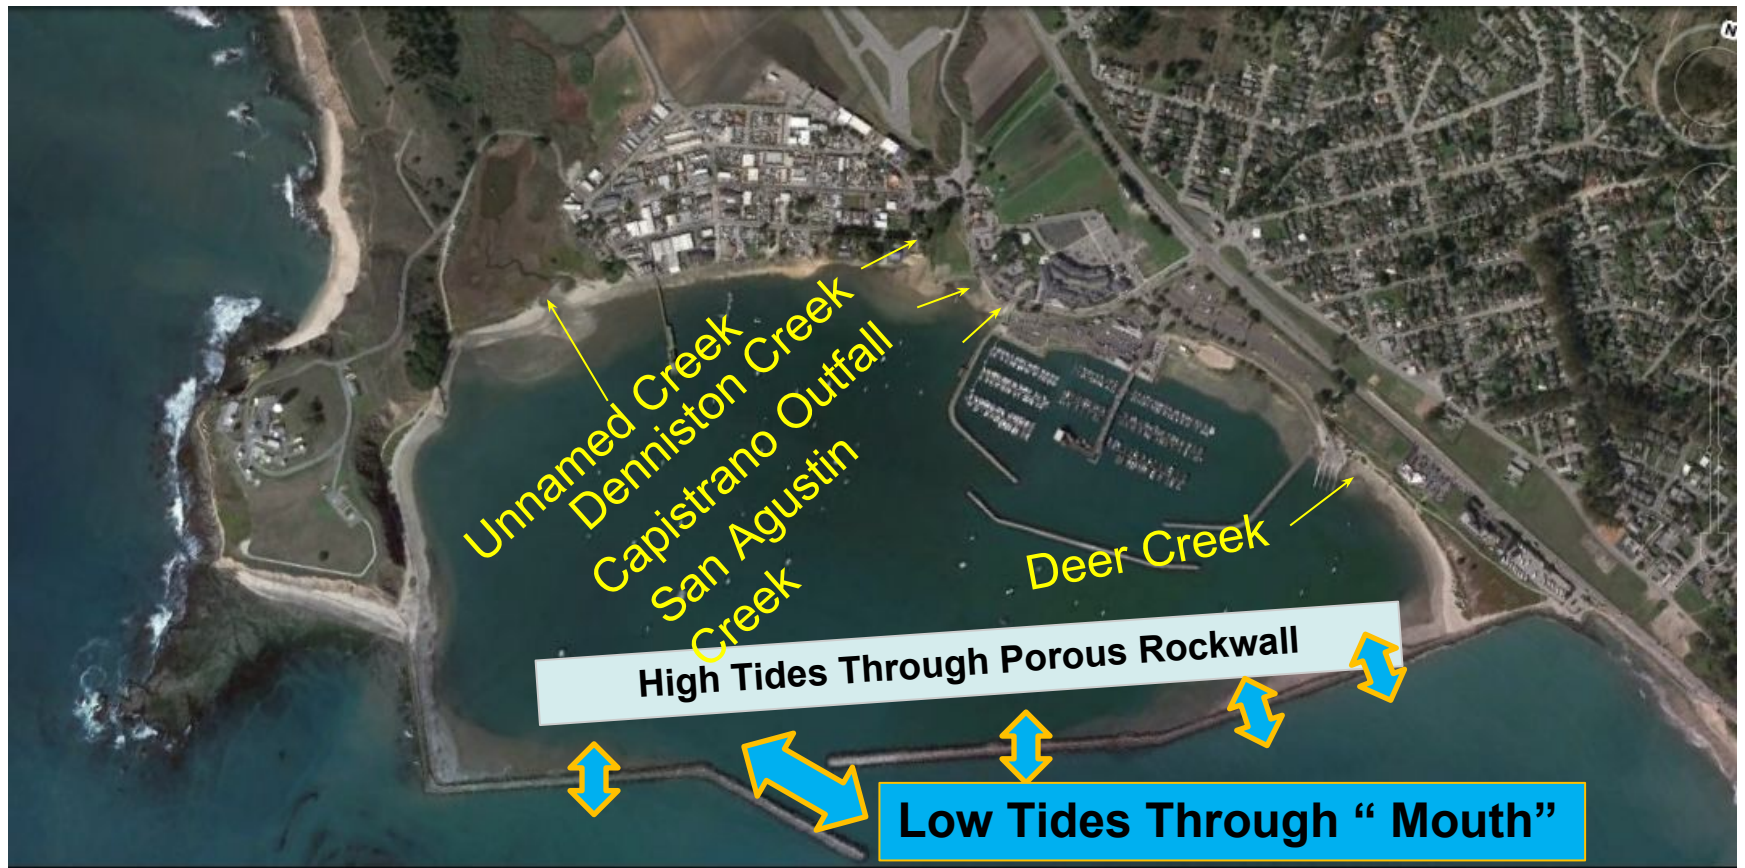 N
Unnamed Creek
Denniston Creek
Capistrano Outfall
San Agustin
Creek
Deer Creek
High Tides Through Porous Rockwall
Low Tides Through “ Mouth”